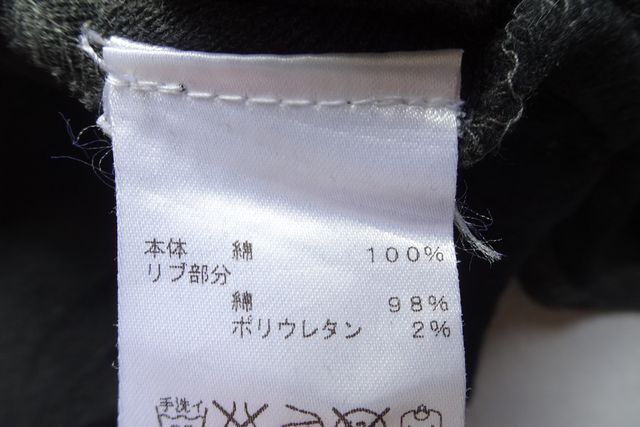 本体 綿 100%
リブ部分
綿 98%
ポリウレタン 2%
手洗イ